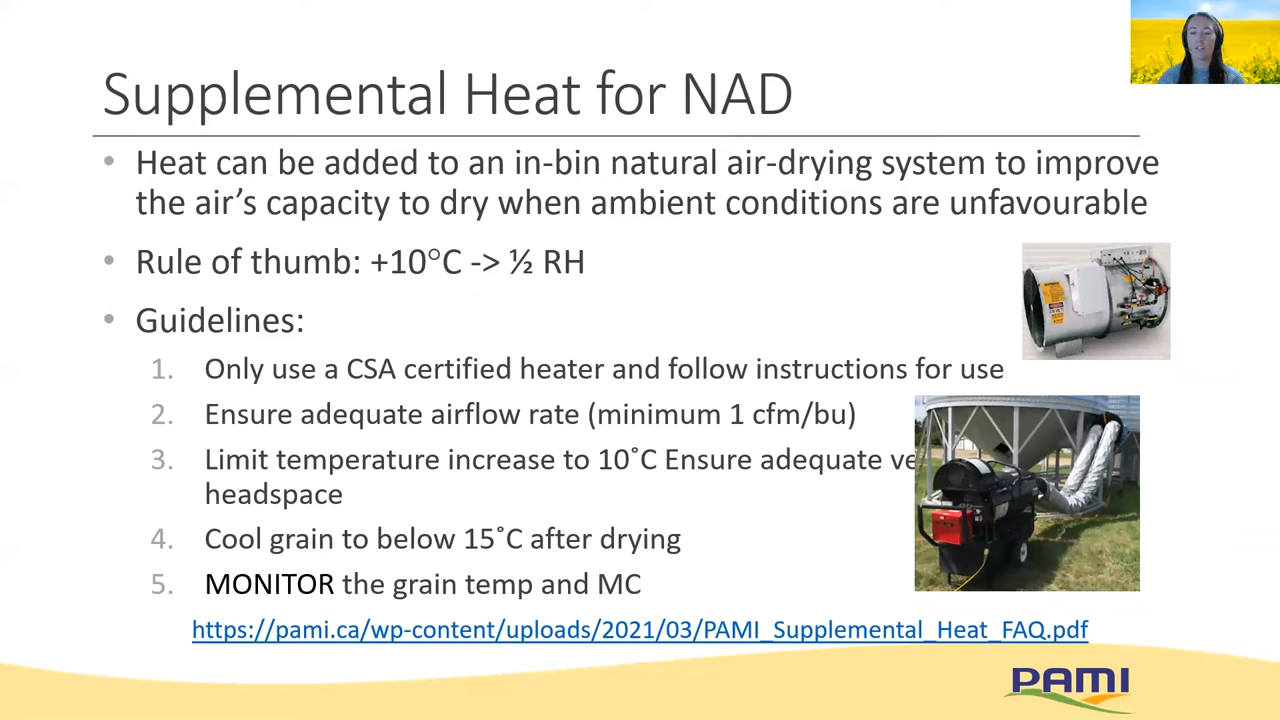 Supplemental Heat for NAD
• Heat can be added to an in-bin natural air-drying system to improve
the air’s capacity to dry when ambient conditions are unfavourable
• Rule of thumb: +10°C -> ½ RH
• Guidelines:
1. Only use a CSA certified heater and follow instructions for use
2. Ensure adequate airflow rate (minimum 1 cfm/bu)
3. Limit temperature increase to 10˚C Ensure adequate
headspace
4. Cool grain to below 15˚C after drying
5. MONITOR the grain temp and MC
https://pami.ca/wp-content/uploads/2021/03/PAMI_Supplemental_Heat_FAQ.pdf
PAMI